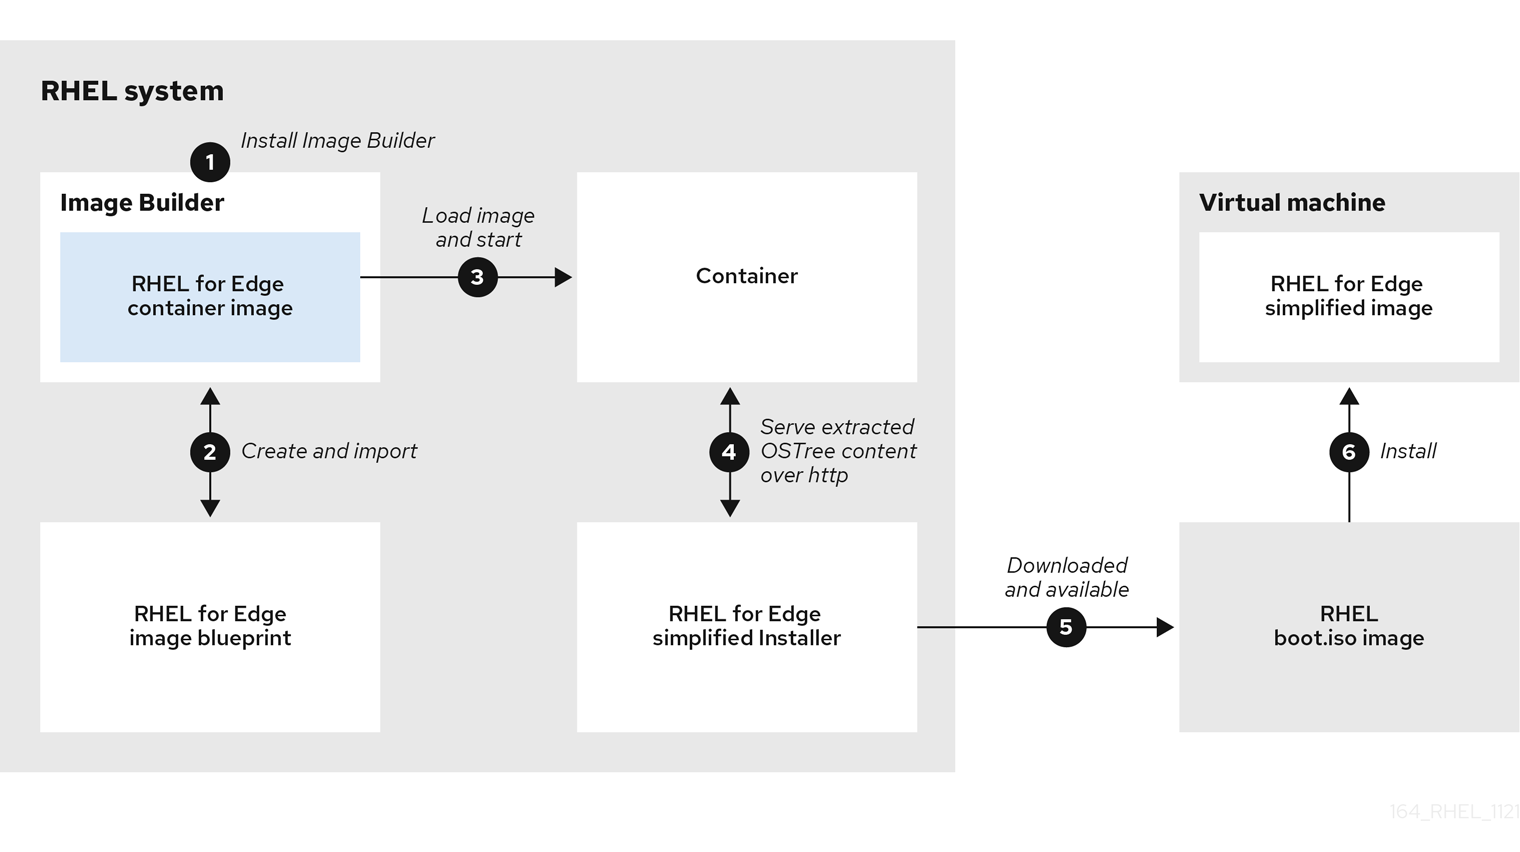 RHEL system
1
Install Image Builder
Image Builder
RHEL for Edge
container image
Load image
and start
3
Container
2
Create and import
4
Serve extracted
OSTree content
over http
RHEL for Edge
image blueprint
RHEL for Edge
simplified Installer
Downloaded
and available
5
Virtual machine
RHEL for Edge
simplified image
6
Install
RHEL
boot.iso image
164_RHEL_1121